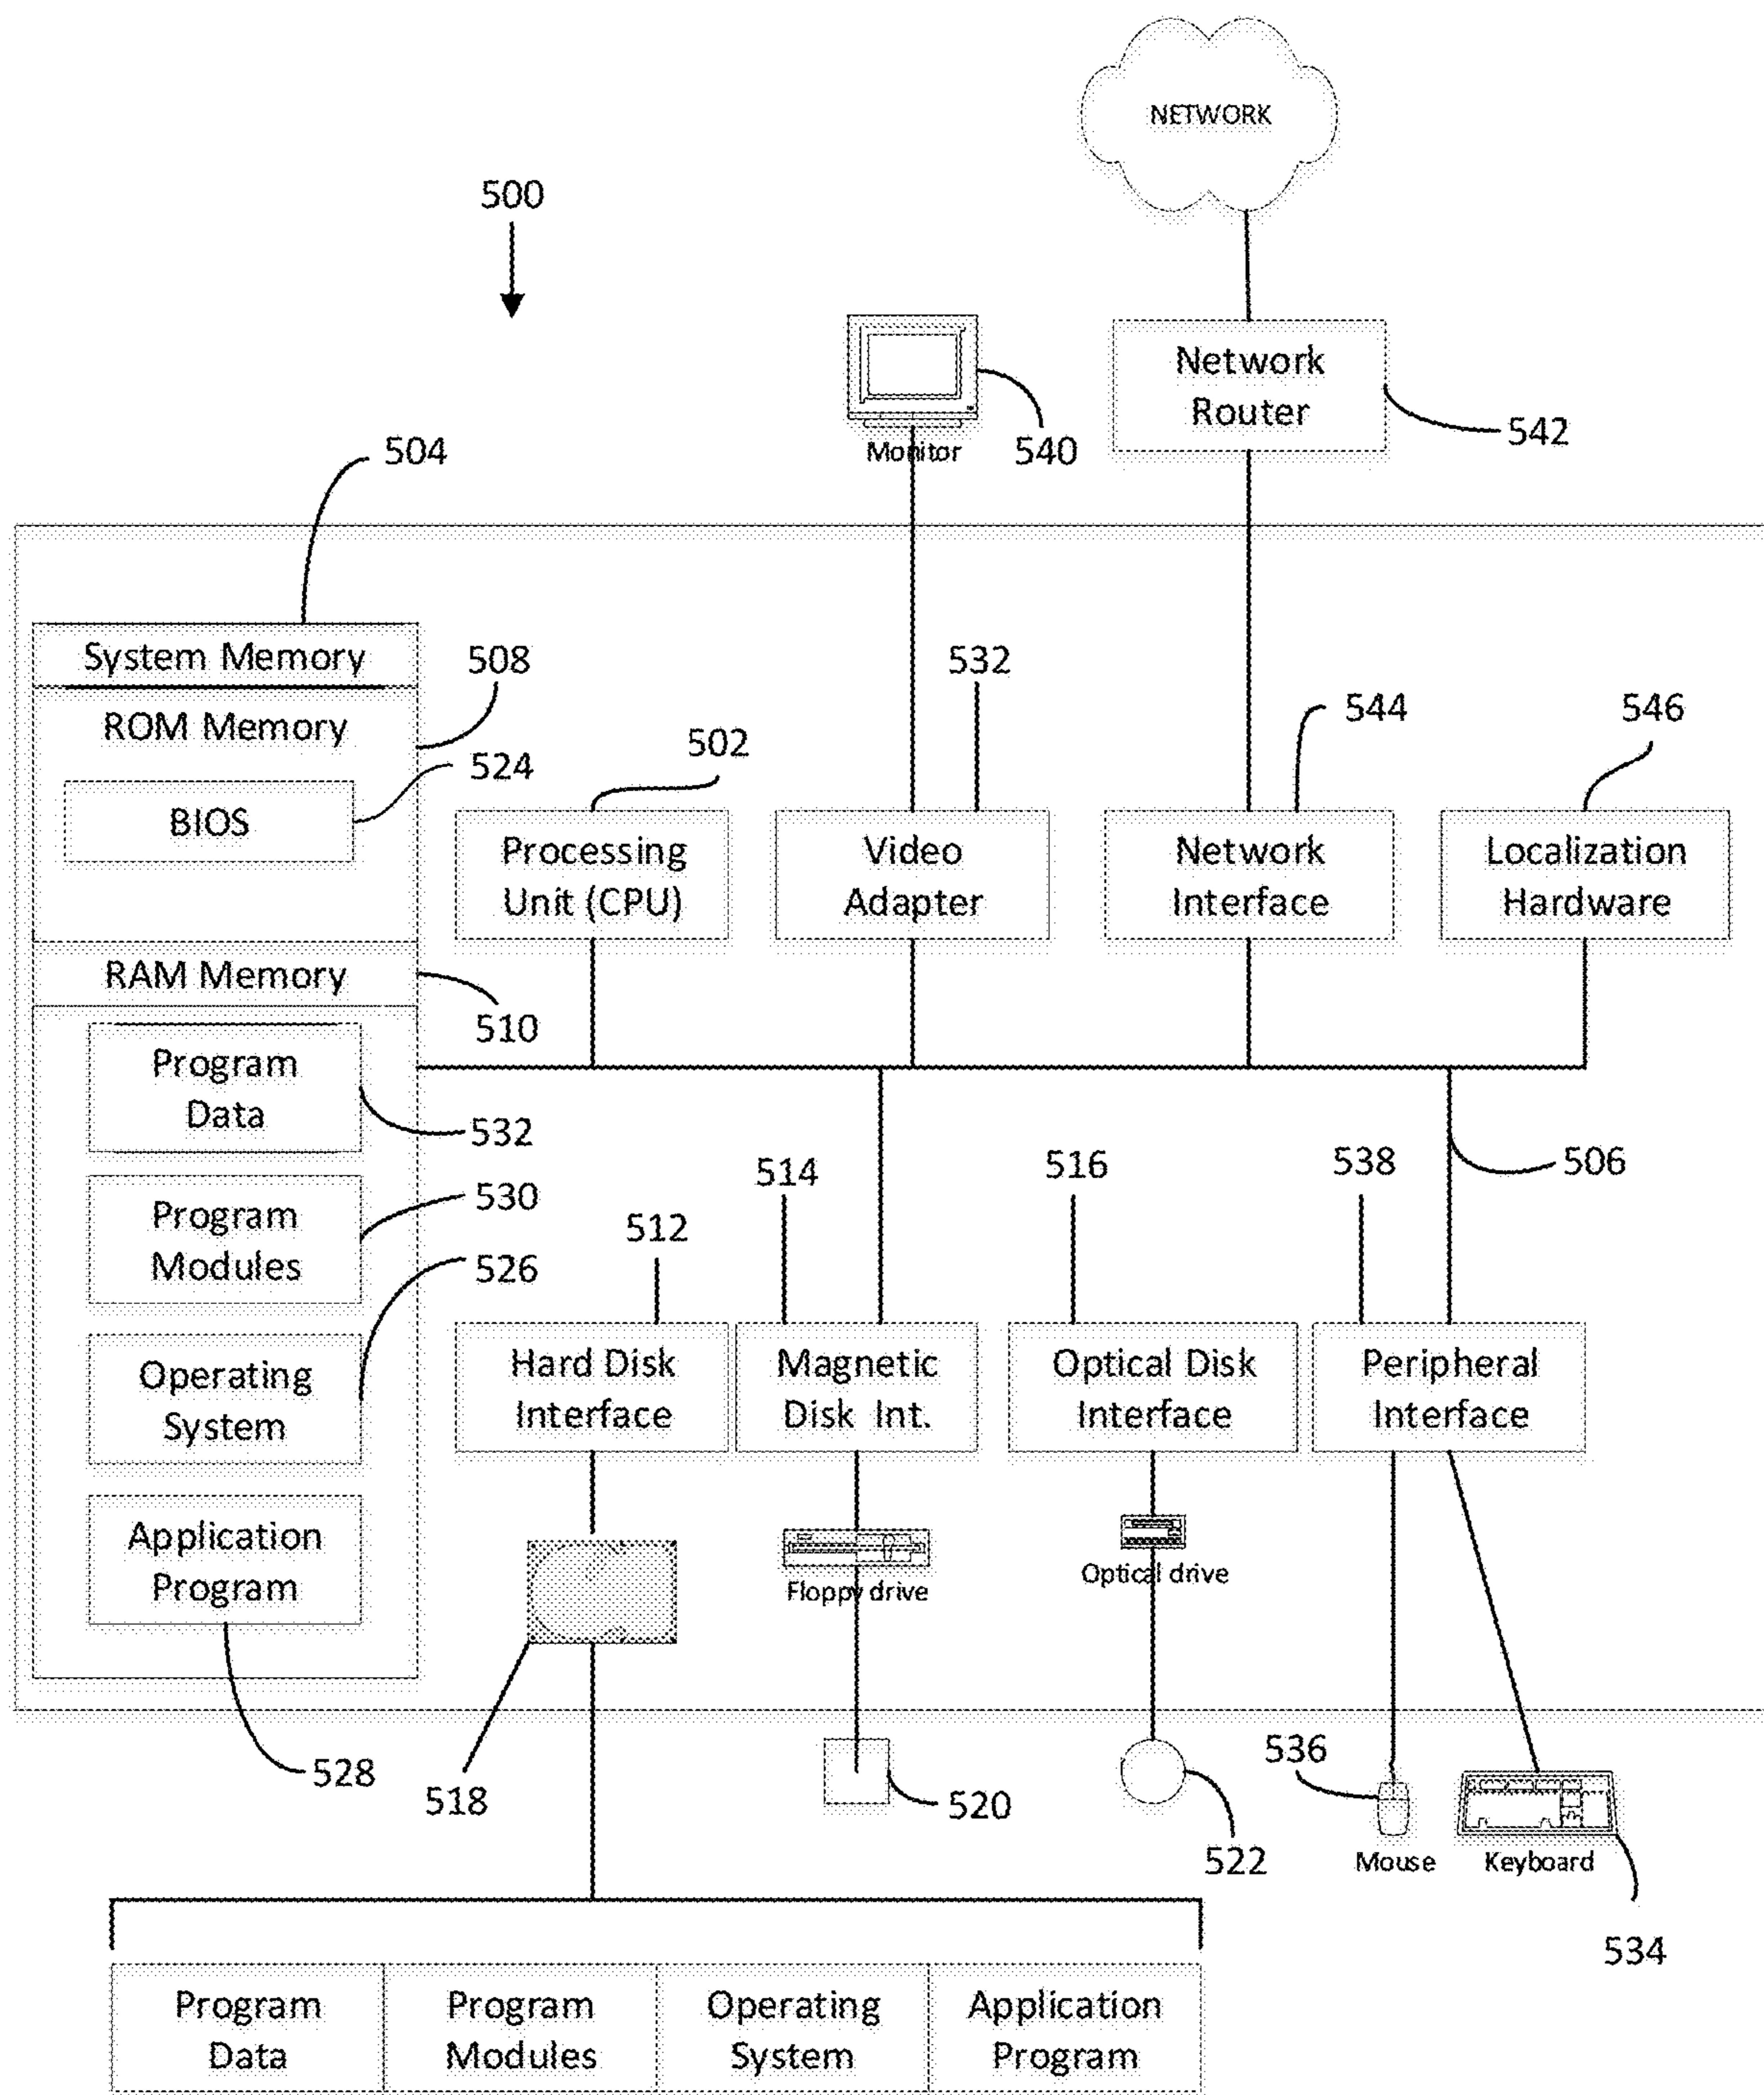 NETWORK
500
Network
Router
542
Monitor
540
504
System Memory
508
ROM Memory
524
BIOS
502
532
544
546
Processing
Unit (CPU)
Video
Adapter
Network
Interface
Localization
Hardware
RAM Memory
510
Program
Data
532
530
Program
Modules
526
Operating
System
Application
Program
528
506
512
514
516
538
Hard Disk
Interface
Magnetic
Disk Int.
Optical Disk
Interface
Peripheral
Interface
Floppy drive
Optical drive
518
520
522
536
Mouse
Keyboard
534
Program
Data
Program
Modules
Operating
System
Application
Program